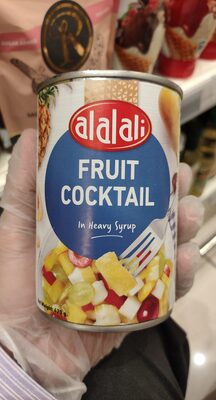 alalali
FRUIT
COCKTAIL
In Heavy Syrup